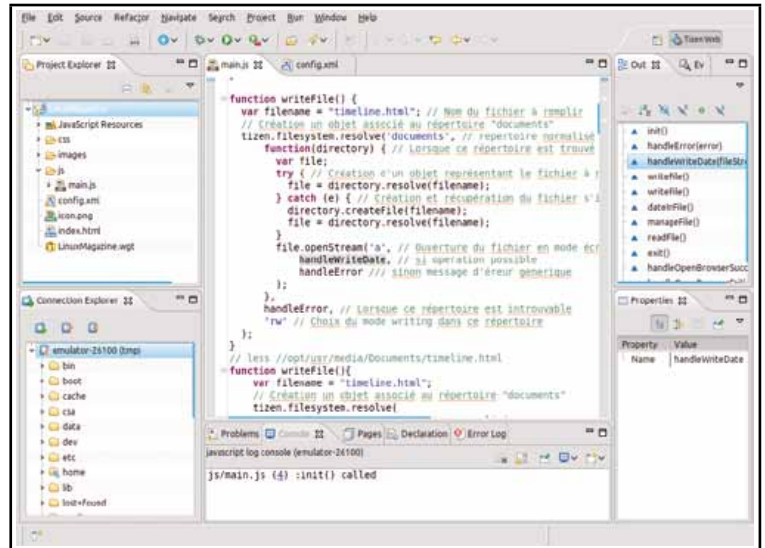 File Edit Source Refactor Navigate Search Project Run Window Help
Tizen Web
Project Explorer
JavaScript Resources
css
images
js
main.js
config.xml
icon.png
index.html
LinuxMagazine.wgt
Connection Explorer
emulator-26100 (tmp)
bin
boot
cache
csa
data
dev
etc
home
lib
lost+found
main.js config.xml
function writeFile() {
var filename = "timeline.html"; // Nom du fichier à remplir
// Création un objet associé au répertoire "documents"
tizen.filesystem.resolve('documents', // repertoire normalisé
function(directory) { // Lorsque ce répertoire est trouvé
var file;
try { // Création d'un objet représentant le fichier à r
file = directory.resolve(filename);
} catch (e) { // Création et récupération du fichier s'i
directory.createFile(filename);
file = directory.resolve(filename);
}
file.openStream('a', // Ouverture du fichier en mode écr
handleWriteDate, // si operation possible
handleError /// sinon message d'éreur generique
);
},
handleError, // Lorsque ce répertoire est introuvable
'rw' // Choix du mode writing dans ce répertoire
);
}
// less //opt/usr/media/Documents/timeline.html
function writeFile(){
var filename = "timeline.html";
// Création un objet associé au répertoire "documents"
tizen.filesystem.resolve(
Problems Console Pages Declaration Error Log
javascript log console (emulator-26100)
js/main.js (4) :init() called
Out Ev
init()
handleError(error)
handleWriteDate(fileStre
writefile()
writeFile()
dateInFile()
manageFile()
readFile()
exit()
handleOpenBrowserSucc
Properties
Property Value
Name handleWriteDate